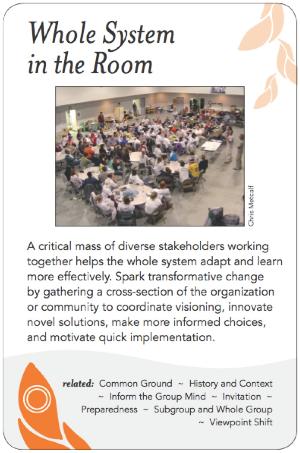 Whole System
in the Room
Chris Metcalf
A critical mass of diverse stakeholders working
together helps the whole system adapt and learn
more effectively. Spark transformative change
by gathering a cross-section of the organization
or community to coordinate visioning, innovate
novel solutions, make more informed choices,
and motivate quick implementation.
related: Common Ground ~ History and Context
~ Inform the Group Mind ~ Invitation ~
Preparedness ~ Subgroup and Whole Group
~ Viewpoint Shift